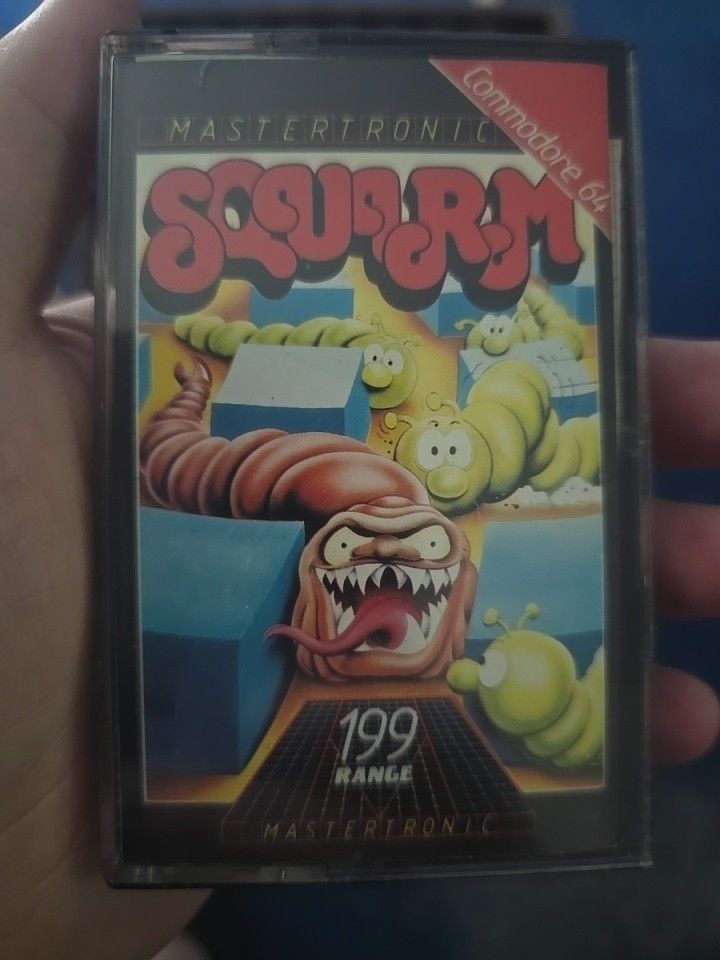 MASTERTRONIC
Commodore 64
SQUIRM
199
RANGE
MASTERTRONIC